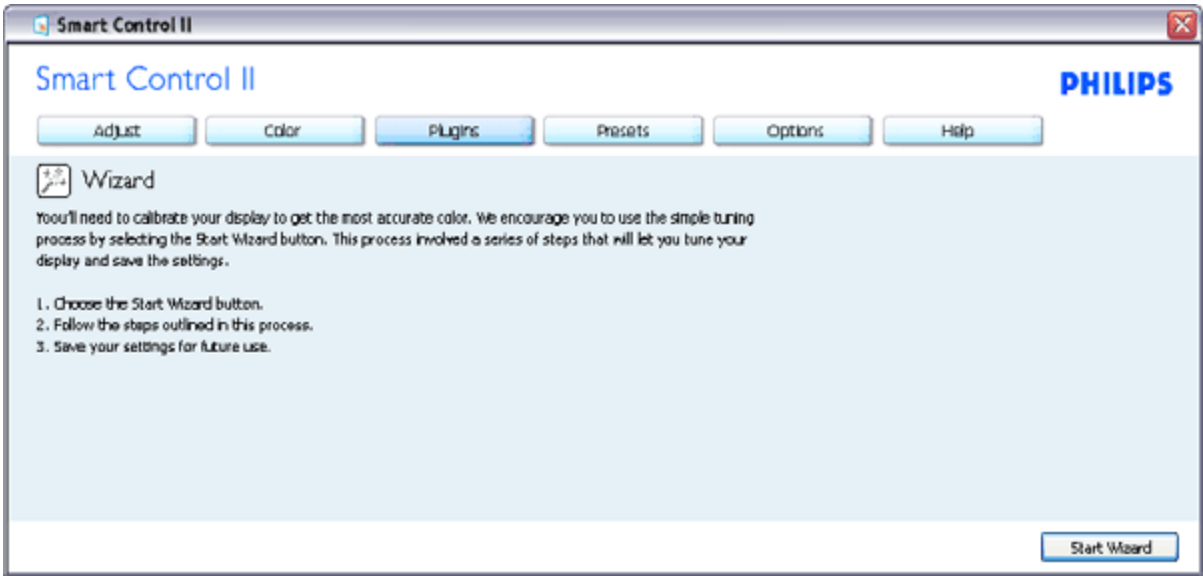 Smart Control II
Smart Control II
PHILIPS
Adjust Color Plugins Presets Options Help
Wizard
Yoou'll need to calibrate your display to get the most accurate color. We encourage you to use the simple tuning
process by selecting the Start Wizard button. This process involved a series of steps that will let you tune your
display and save the settings.
1. Choose the Start Wizard button.
2. Follow the steps outlined in this process.
3. Save your settings for future use.
Start Wizard